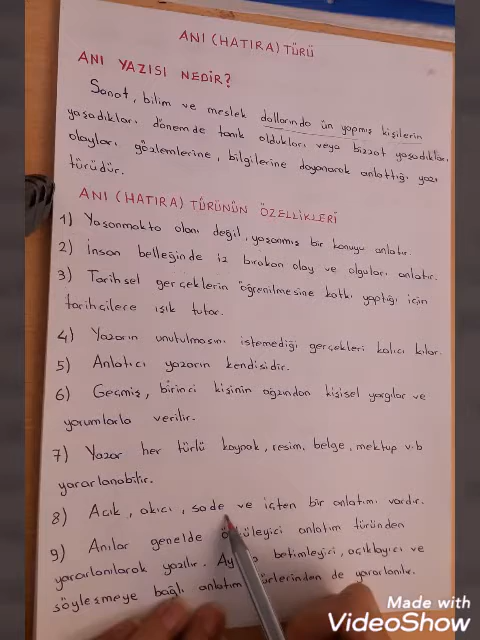 ANI (HATIRA) TÜRÜ
ANI YAZISI NEDİR?
Sanat, bilim ve meslek dallarında ün yapmış kişilerin
yaşadıkları dönemde tanık oldukları veya bizzat yaşadıkları
olayları gözlemlerine, bilgilerine dayanarak anlattığı yazı
türüdür.
ANI (HATIRA) TÜRÜNÜN ÖZELLİKLERİ
1) Yaşanmakta olanı değil, yaşanmış bir konuyu anlatır.
2) İnsan belleğinde iz bırakan olay ve olguları anlatır.
3) Tarihsel gerçeklerin öğrenilmesine katkı yaptığı için
tarihçilere ışık tutar.
4) Yazarın unutulmasını istemediği gerçekleri kalıcı kılar.
5) Anlatıcı yazarın kendisidir.
6) Geçmiş, birinci kişinin ağzından kişisel yargılar ve
yorumlarla verilir.
7) Yazar her türlü kaynak, resim, belge, mektup v.b
yararlanabilir.
8) Açık, akıcı, sade ve içten bir anlatımı vardır.
9) Anılar genelde anlatım türünden
yararlanılarak yazılır. betimleyici, açıklayıcı ve
söyleşmeye bağlı anlatım de yararlanılır.
Made with
VideoShow